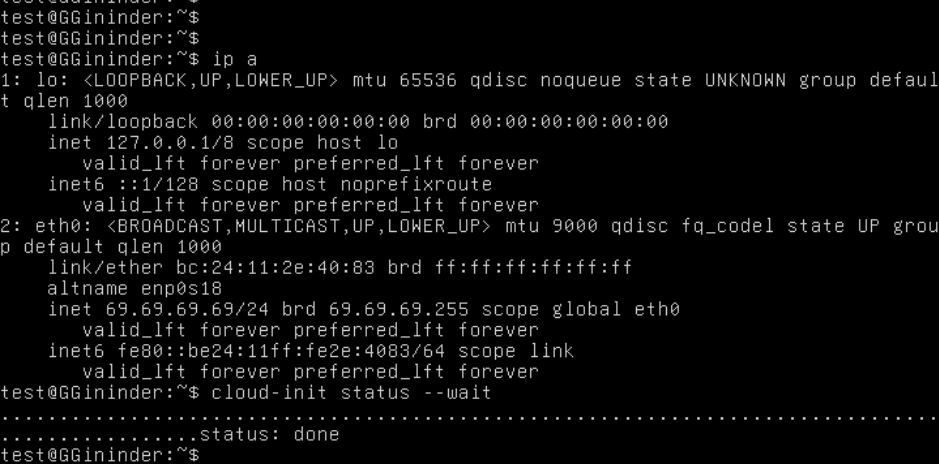 test@GGininder:~$
test@GGininder:~$
test@GGininder:~$
test@GGininder:~$ ip a
1: lo: <LOOPBACK,UP,LOWER_UP> mtu 65536 qdisc noqueue state UNKNOWN group defaul
t qlen 1000
    link/loopback 00:00:00:00:00:00 brd 00:00:00:00:00:00
    inet 127.0.0.1/8 scope host lo
       valid_lft forever preferred_lft forever
    inet6 ::1/128 scope host noprefixroute
       valid_lft forever preferred_lft forever
2: eth0: <BROADCAST,MULTICAST,UP,LOWER_UP> mtu 9000 qdisc fq_codel state UP grou
p default qlen 1000
    link/ether bc:24:11:2e:40:83 brd ff:ff:ff:ff:ff:ff
    altname enp0s18
    inet 69.69.69.69/24 brd 69.69.69.255 scope global eth0
       valid_lft forever preferred_lft forever
    inet6 fe80::be24:11ff:fe2e:4083/64 scope link
       valid_lft forever preferred_lft forever
test@GGininder:~$ cloud-init status --wait
................................................................................
.................status: done
test@GGininder:~$